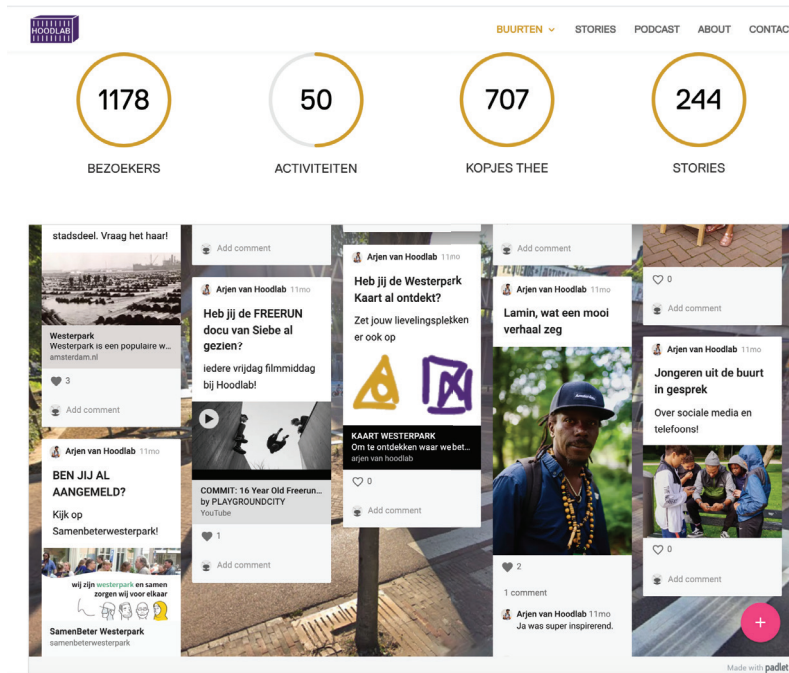 HOODLAB
BUURTEN
STORIES
PODCAST
ABOUT
CONTAC
1178
50
707
244
BEZOEKERS
ACTIVITEITEN
KOPJES THEE
STORIES
stadsdeel. Vraag het haar!
Westerpark
Westerpark is een populaire w...
amsterdam.nl
3
Add comment
Arjen van Hoodlab 11mo
BEN JIJ AL
AANGEMELD?
Kijk op
Samenbeterwesterpark!
wij zijn westerpark en samen
zorgen wij voor elkaar
SamenBeter Westerpark
samenbeterwesterpark
Add comment
Arjen van Hoodlab 11mo
Heb jij de FREERUN
docu van Siebe al
gezien?
iedere vrijdag filmmiddag
bij Hoodlab!
COMMIT: 16 Year Old Freerun...
by PLAYGROUNDCITY
YouTube
1
Add comment
Arjen van Hoodlab 11mo
Heb jij de Westerperk
Kaart al ontdekt?
Zet jouw lievelingsplekken
er ook op
KAART WESTERPARK
Om te ontdekken waar we bet...
arjen van hoodlab
0
Add comment
Add comment
Arjen van Hoodlab 11mo
Lamin, wat een mooi
verhaal zeg
2
1 comment
Arjen van Hoodlab 11mo
Ja was super inspirerend.
0
Add comment
Arjen van Hoodlab 11mo
Jongeren uit de buurt
in gesprek
Over sociale media en
telefoons!
0
Add comment
+
Made with padlet